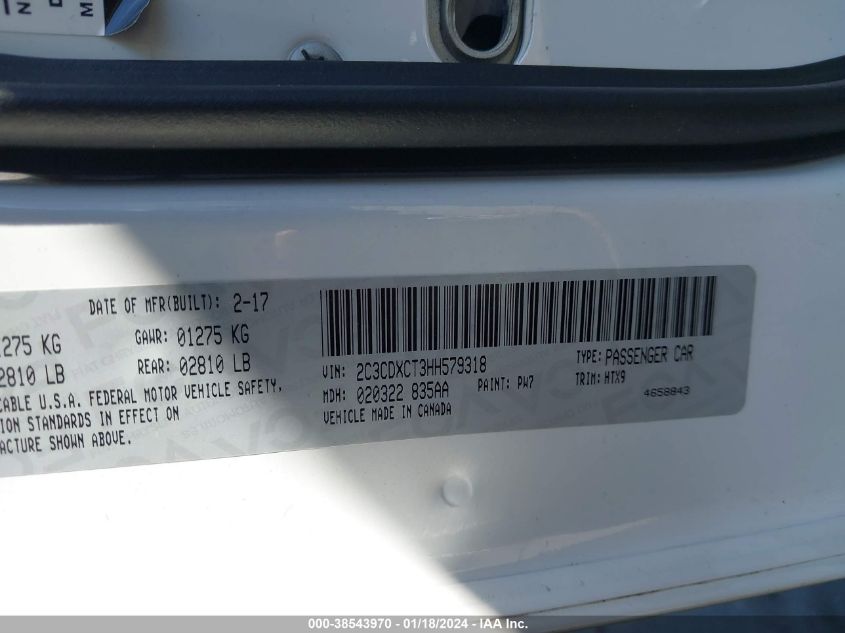 DATE OF MFR(BUILT): 2-17
1275 KG GAWR: 01275 KG
2810 LB REAR: 02810 LB
CABLE U.S.A. FEDERAL MOTOR VEHICLE SAFETY,
ION STANDARDS IN EFFECT ON
ACTURE SHOWN ABOVE.
VIN: 2C3CDXCT3HH579318 TYPE: PASSENGER CAR
MDH: 020322 835AA PAINT: PW7 TRIM: HTX9
VEHICLE MADE IN CANADA 4658843
000-38543970 - 01/18/2024 - IAA Inc.